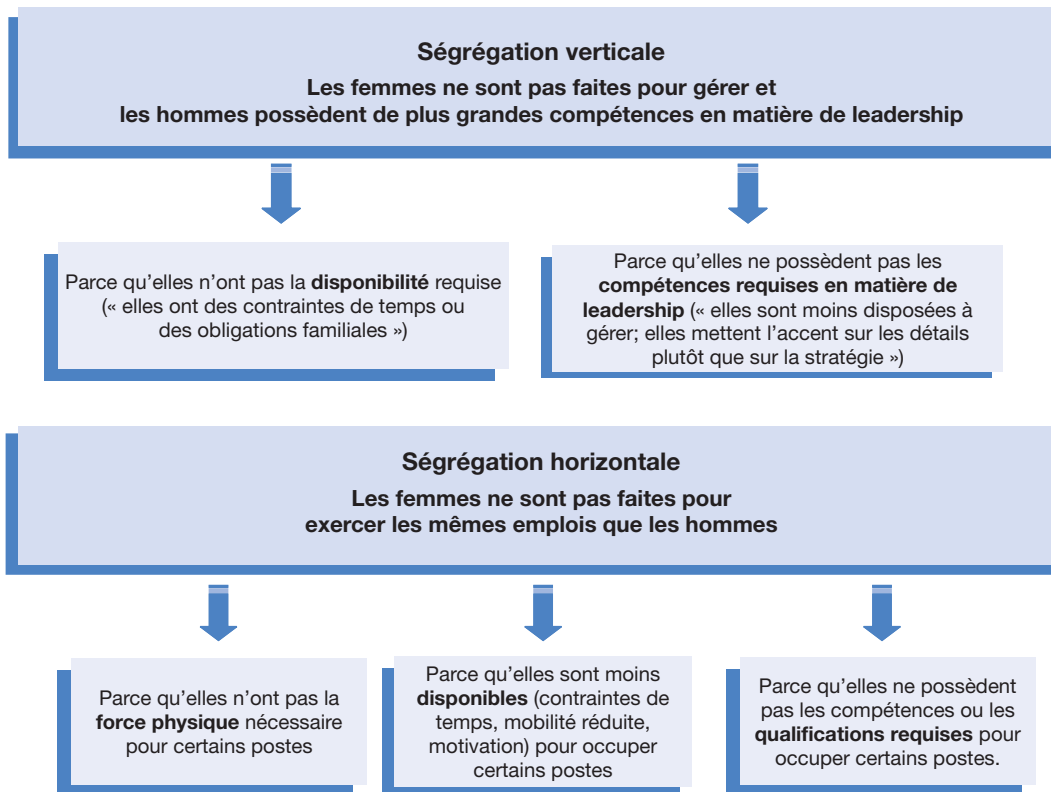 Ségrégation verticale
Les femmes ne sont pas faites pour gérer et
les hommes possèdent de plus grandes compétences en matière de leadership
Parce qu’elles n’ont pas la disponibilité requise
(« elles ont des contraintes de temps ou
des obligations familiales »)
Parce qu’elles ne possèdent pas les
compétences requises en matière de
leadership (« elles sont moins disposées à
gérer; elles mettent l’accent sur les détails
plutôt que sur la stratégie »)
Ségrégation horizontale
Les femmes ne sont pas faites pour
exercer les mêmes emplois que les hommes
Parce qu’elles n’ont pas la
force physique nécessaire
pour certains postes
Parce qu’elles sont moins
disponibles (contraintes de
temps, mobilité réduite,
motivation) pour occuper
certains postes
Parce qu’elles ne possèdent
pas les compétences ou les
qualifications requises pour
occuper certains postes.